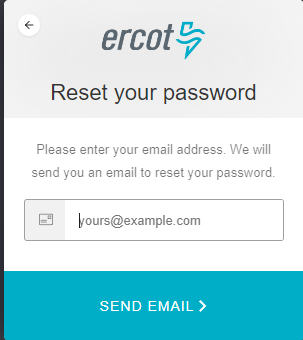 ercot
Reset your password
Please enter your email address. We will
send you an email to reset your password.
yours@example.com
SEND EMAIL